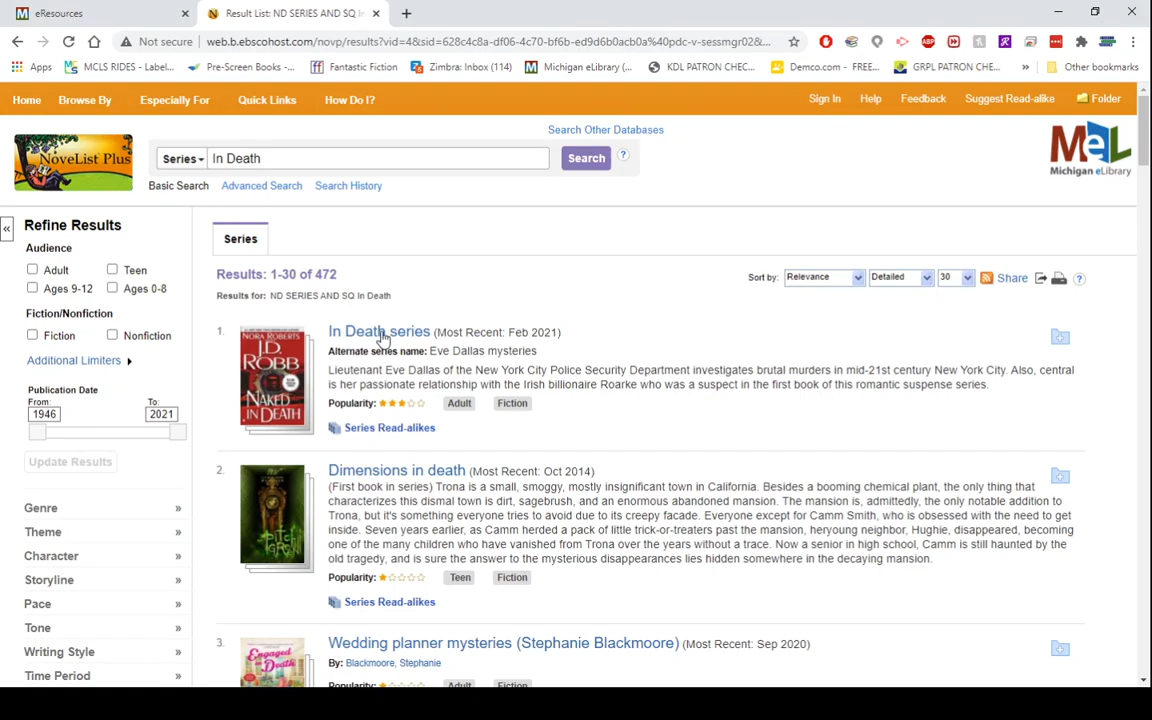 eResources
Result List: ND SERIES AND SQ In
Not secure
web.b.ebscohost.com/novp/results?vid=4&sid=628c4c8a-df06-4c70-bf6b-ed9d6b0acb0a%40pdc-v-sessmgr02&...
Apps
MCLS RIDES - Label...
Pre-Screen Books -...
Fantastic Fiction
Zimbra: Inbox (114)
Michigan eLibrary (...
KDL PATRON CHEC...
Demco.com - FREE...
GRPL PATRON CHE...
»
Other bookmarks
Home
Browse By
Especially For
Quick Links
How Do I?
Sign In
Help
Feedback
Suggest Read-alike
Folder
Search Other Databases
NoveList Plus
Series
In Death
Search
?
MeL
Michigan eLibrary
Basic Search
Advanced Search
Search History
«
Refine Results
Audience
Adult
Teen
Ages 9-12
Ages 0-8
Fiction/Nonfiction
Fiction
Nonfiction
Additional Limiters
Publication Date
From:
To:
1946
2021
Update Results
Genre »
Theme »
Character »
Storyline »
Pace »
Tone »
Writing Style »
Time Period »
Series
Results: 1-30 of 472
Sort by:
Relevance
Detailed
30
Share
?
Results for: ND SERIES AND SQ In Death
1.
NORA ROBERTS
J.D.
ROBB
NAKED
IN DEATH
In Death series (Most Recent: Feb 2021)
Alternate series name: Eve Dallas mysteries
Lieutenant Eve Dallas of the New York City Police Security Department investigates brutal murders in mid-21st century New York City. Also, central
is her passionate relationship with the Irish billionaire Roarke who was a suspect in the first book of this romantic suspense series.
Popularity:
Adult
Fiction
Series Read-alikes
2.
PITCH
GREEN
Dimensions in death (Most Recent: Oct 2014)
(First book in series) Trona is a small, smoggy, mostly insignificant town in California. Besides a booming chemical plant, the only thing that
characterizes this dismal town is dirt, sagebrush, and an enormous abandoned mansion. The mansion is, admittedly, the only notable addition to
Trona, but it's something everyone tries to avoid due to its creepy facade. Everyone except for Camm Smith, who is obsessed with the need to get
inside. Seven years earlier, as Camm herded a pack of little trick-or-treaters past the mansion, heryoung neighbor, Hughie, disappeared, becoming
one of the many children who have vanished from Trona over the years without a trace. Now a senior in high school, Camm is still haunted by the
old tragedy, and is sure the answer to the mysterious disappearances lies hidden somewhere in the decaying mansion.
Popularity:
Teen
Fiction
Series Read-alikes
3.
Engaged
in Death
Wedding planner mysteries (Stephanie Blackmoore) (Most Recent: Sep 2020)
By: Blackmore, Stephanie
Popularity:
Adult
Fiction